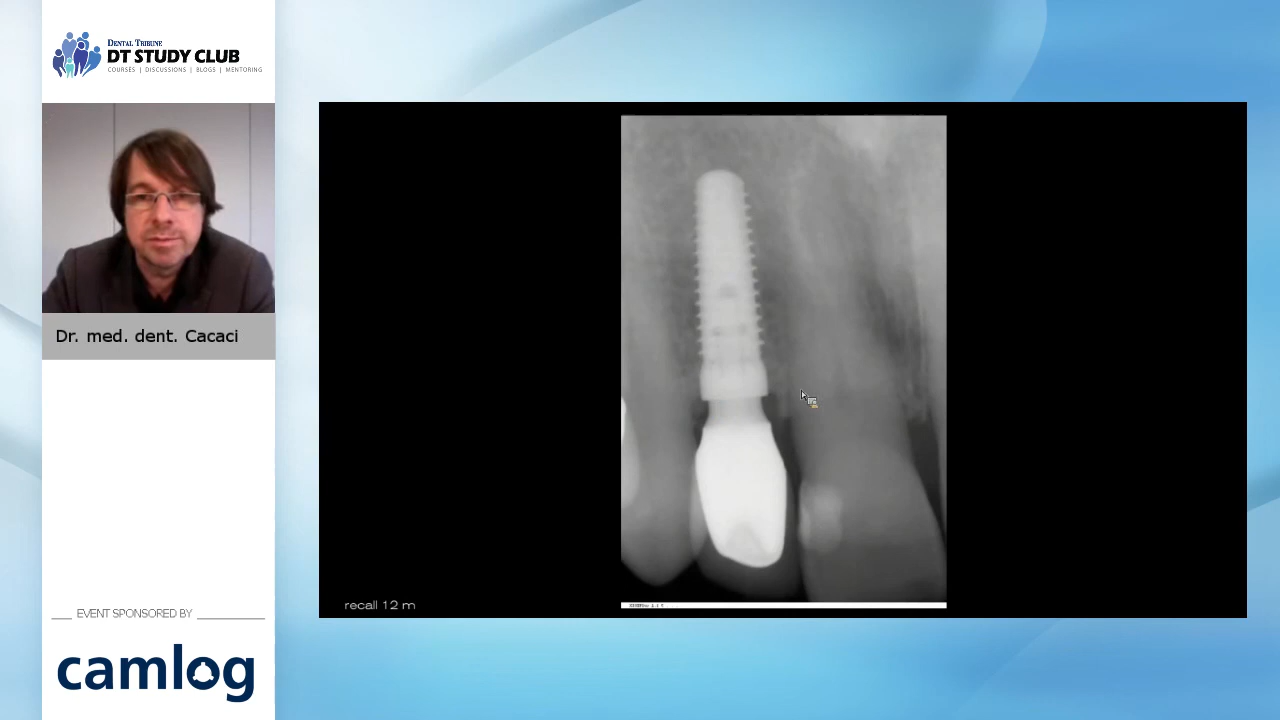 DENTAL TRIBUNE
DT STUDY CLUB
COURSES | DISCUSSIONS | BLOGS | MENTORING
Dr. med. dent. Cacaci
recall 12 m
EVENT SPONSORED BY
camlog